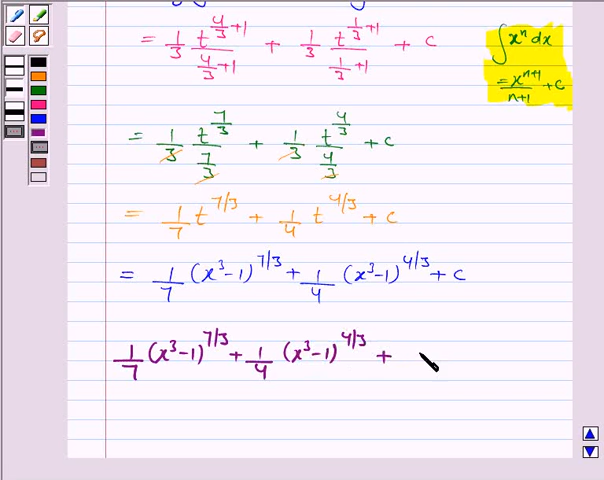 = 1/3 t^(4/3+1)/(4/3+1) + 1/3 t^(1/3+1)/(1/3+1) + c
∫x^n dx
= x^(n+1)/(n+1) + c
= 1/3 t^(7/3)/(7/3) + 1/3 t^(4/3)/(4/3) + c
= 1/7 t^(7/3) + 1/4 t^(4/3) + c
= 1/7 (x³-1)^(7/3) + 1/4 (x³-1)^(4/3) + c
1/7 (x³-1)^(7/3) + 1/4 (x³-1)^(4/3) +